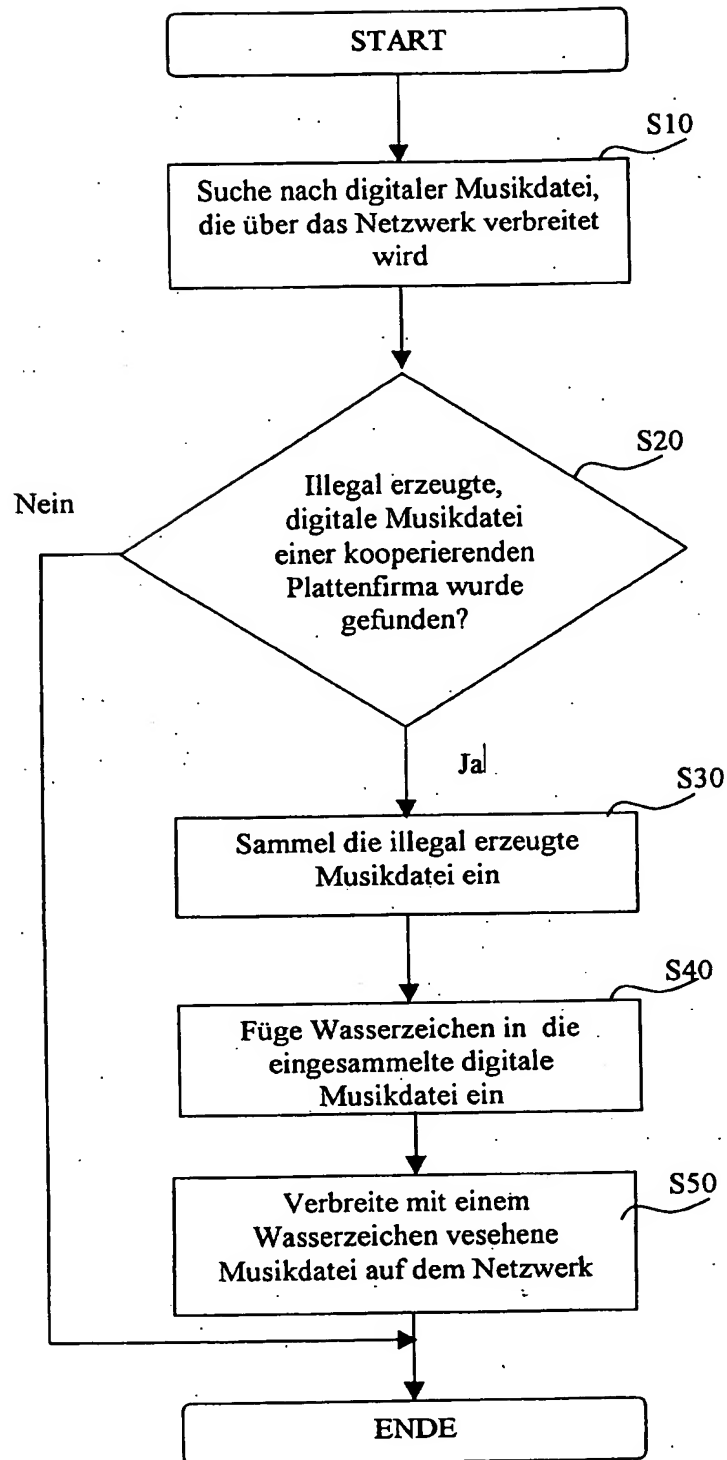 START
S10
Suche nach digitaler Musikdatei,
die über das Netzwerk verbreitet
wird
S20
Nein
Illegal erzeugte,
digitale Musikdatei
einer kooperierenden
Plattenfirma wurde
gefunden?
Ja
S30
Sammel die illegal erzeugte
Musikdatei ein
S40
Füge Wasserzeichen in die
eingesammelte digitale
Musikdatei ein
S50
Verbreite mit einem
Wasserzeichen vesehene
Musikdatei auf dem Netzwerk
ENDE